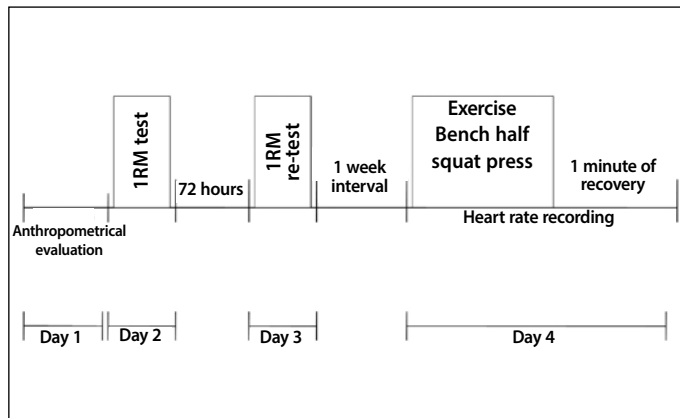 1RM test
1RM
re-test
Exercise
Bench half
squat press
72 hours
1 week
interval
1 minute of
recovery
Anthropometrical
evaluation
Heart rate recording
Day 1
Day 2
Day 3
Day 4